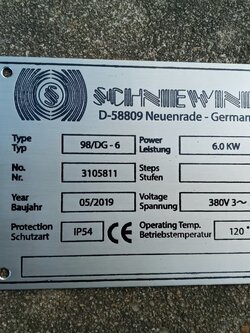 S SCHNIEWIN
D-58809 Neuenrade - German
Type Typ 98/DG - 6 Power Leistung 6.0 KW
No. Nr. 3105811 Steps Stufen
Year Baujahr 05/2019 Voltage Spannung 380V 3~
Protection Schutzart IP54 CE Operating Temp. Betriebstemperatur 120°